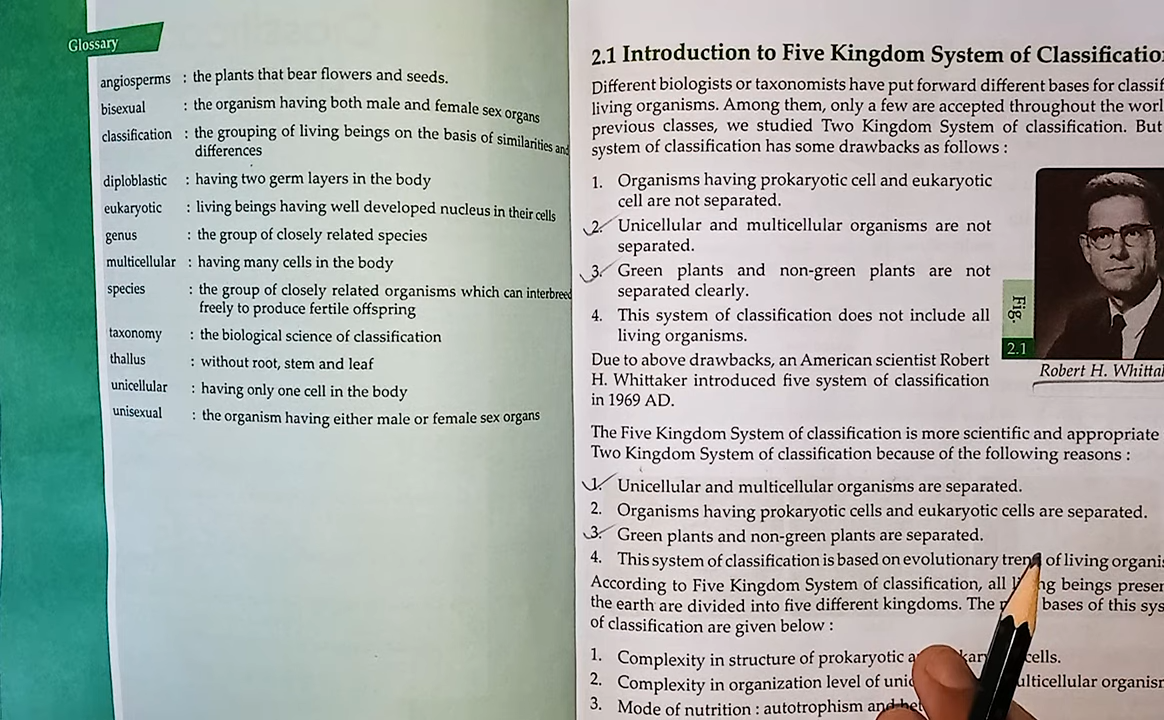 Glossary
angiosperms : the plants that bear flowers and seeds.
bisexual : the organism having both male and female sex organs
classification : the grouping of living beings on the basis of similarities and
differences
diploblastic : having two germ layers in the body
eukaryotic : living beings having well developed nucleus in their cells
genus : the group of closely related species
multicellular : having many cells in the body
species : the group of closely related organisms which can interbreed
freely to produce fertile offspring
taxonomy : the biological science of classification
thallus : without root, stem and leaf
unicellular : having only one cell in the body
unisexual : the organism having either male or female sex organs
2.1 Introduction to Five Kingdom System of Classificatio
Different biologists or taxonomists have put forward different bases for classif
living organisms. Among them, only a few are accepted throughout the worl
previous classes, we studied Two Kingdom System of classification. But
system of classification has some drawbacks as follows :
1. Organisms having prokaryotic cell and eukaryotic
cell are not separated.
2. Unicellular and multicellular organisms are not
separated.
3. Green plants and non-green plants are not
separated clearly.
4. This system of classification does not include all
living organisms.
Fig.
2.1
Robert H. Whittal
Due to above drawbacks, an American scientist Robert
H. Whittaker introduced five system of classification
in 1969 AD.
The Five Kingdom System of classification is more scientific and appropriate
Two Kingdom System of classification because of the following reasons :
1. Unicellular and multicellular organisms are separated.
2. Organisms having prokaryotic cells and eukaryotic cells are separated.
3. Green plants and non-green plants are separated.
4. This system of classification is based on evolutionary trend of living organis
According to Five Kingdom System of classification, all living beings presen
the earth are divided into five different kingdoms. The bases of this sys
of classification are given below :
1. Complexity in structure of prokaryotic cells.
2. Complexity in organization level of multicellular organism
3. Mode of nutrition : autotrophism and